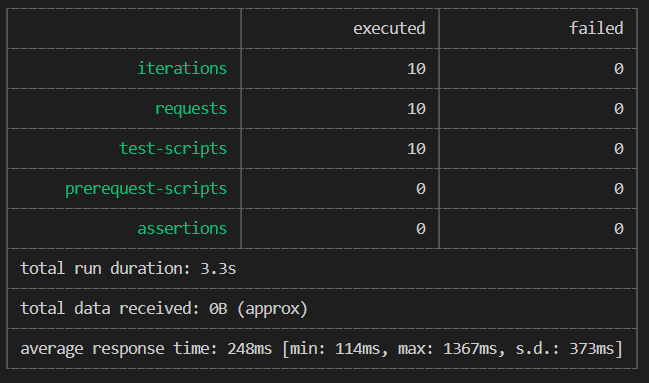 executed failed
iterations 10 0
requests 10 0
test-scripts 10 0
prerequest-scripts 0 0
assertions 0 0
total run duration: 3.3s
total data received: 0B (approx)
average response time: 248ms [min: 114ms, max: 1367ms, s.d.: 373ms]